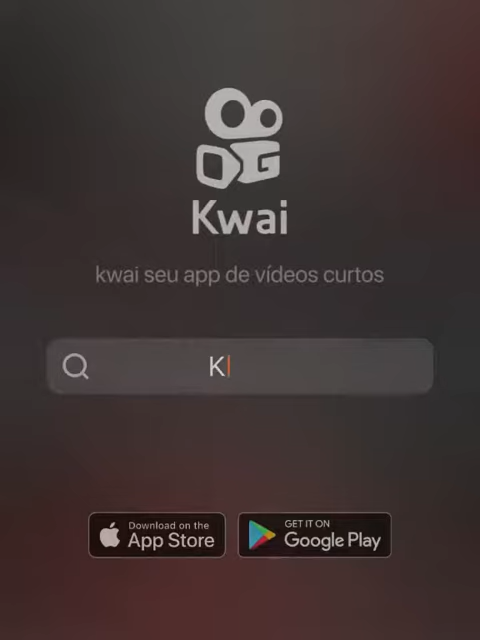 Kwai
kwai seu app de vídeos curtos
K
Download on the
App Store
GET IT ON
Google Play